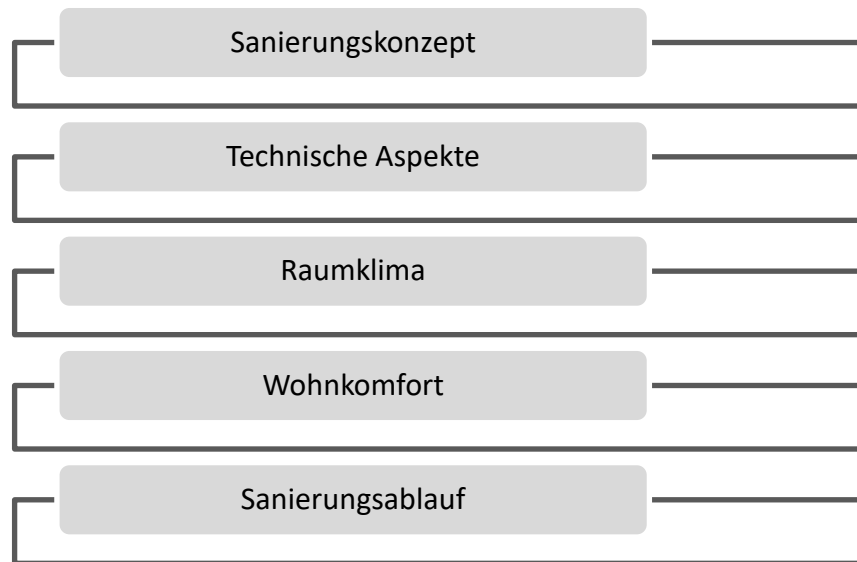 Sanierungskonzept
Technische Aspekte
Raumklima
Wohnkomfort
Sanierungsablauf